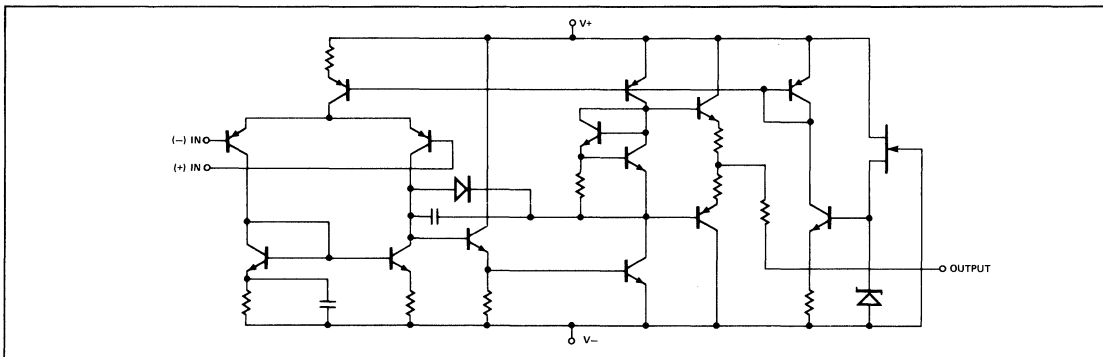 V+
(−) IN
(+) IN
OUTPUT
V−